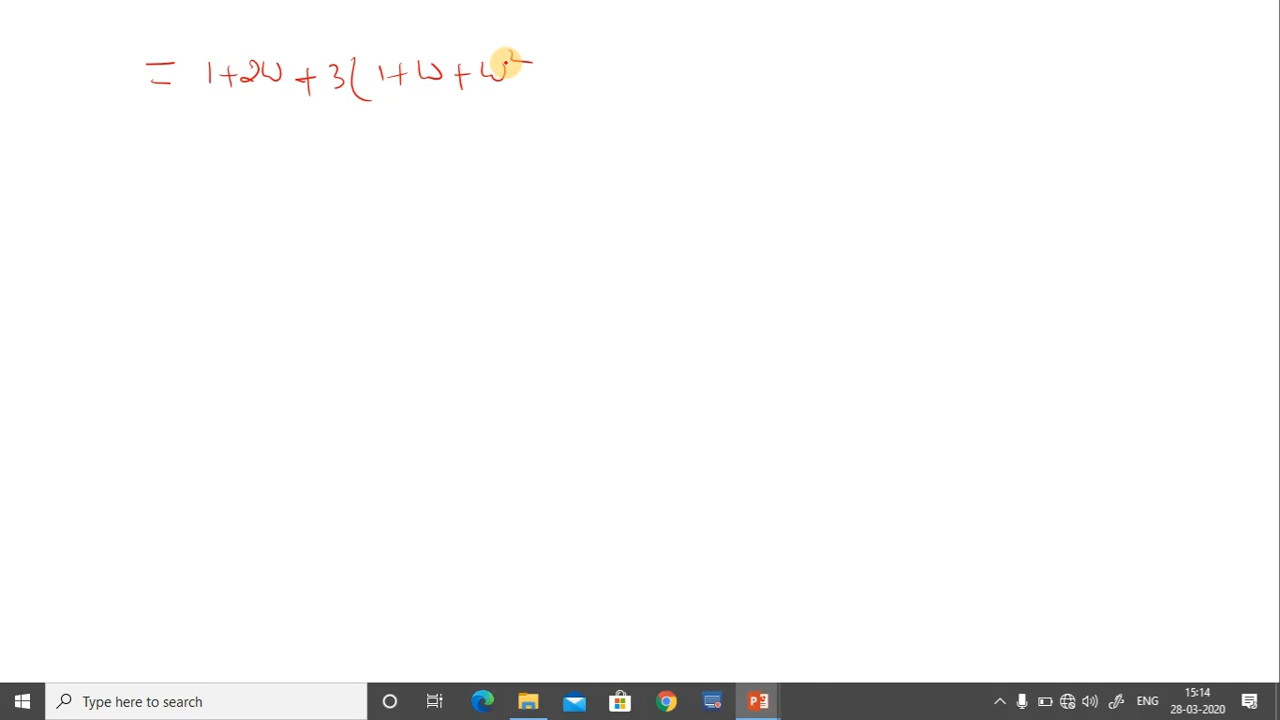 = 1+2ω + 3( 1+ω+ω²
Type here to search
ENG
15:14
28-03-2020